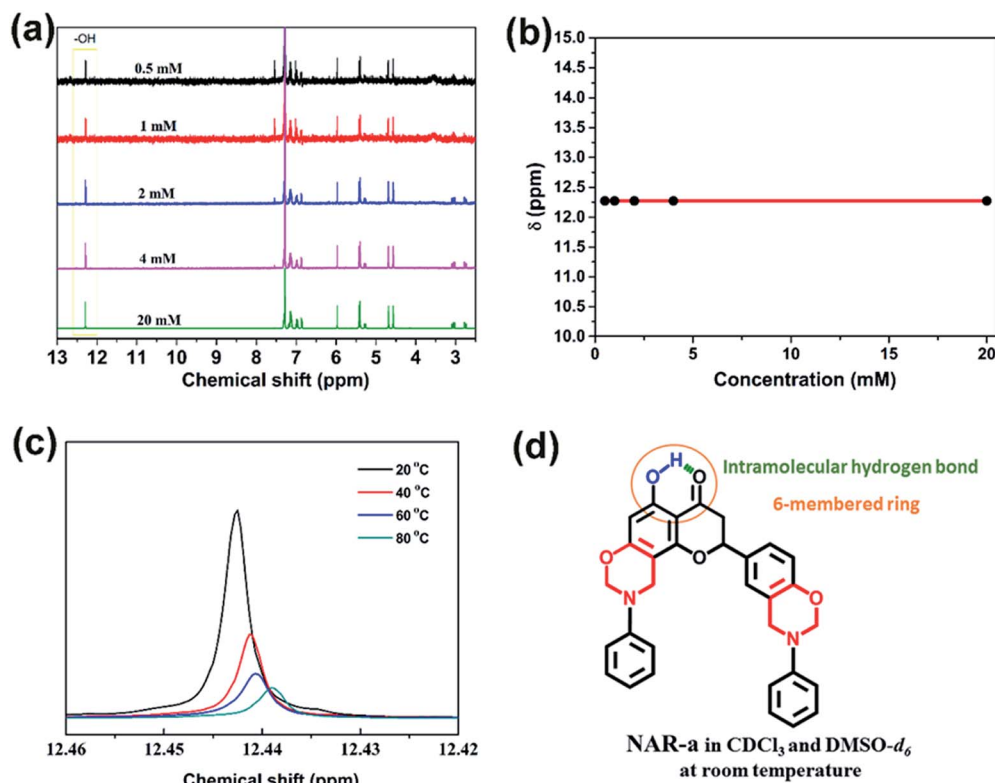 (a)
-OH
0.5 mM
1 mM
2 mM
4 mM
20 mM
13 12 11 10 9 8 7 6 5 4 3
Chemical shift (ppm)
(b)
15.0
14.5
14.0
13.5
13.0
12.5
12.0
11.5
11.0
10.5
10.0
δ (ppm)
0 5 10 15 20
Concentration (mM)
(c)
20 °C
40 °C
60 °C
80 °C
12.46 12.45 12.44 12.43 12.42
Chemical shift (ppm)
(d)
H
O O
Intramolecular hydrogen bond
6-membered ring
O
O
O
N
N
NAR-a in CDCl3 and DMSO-d6
at room temperature